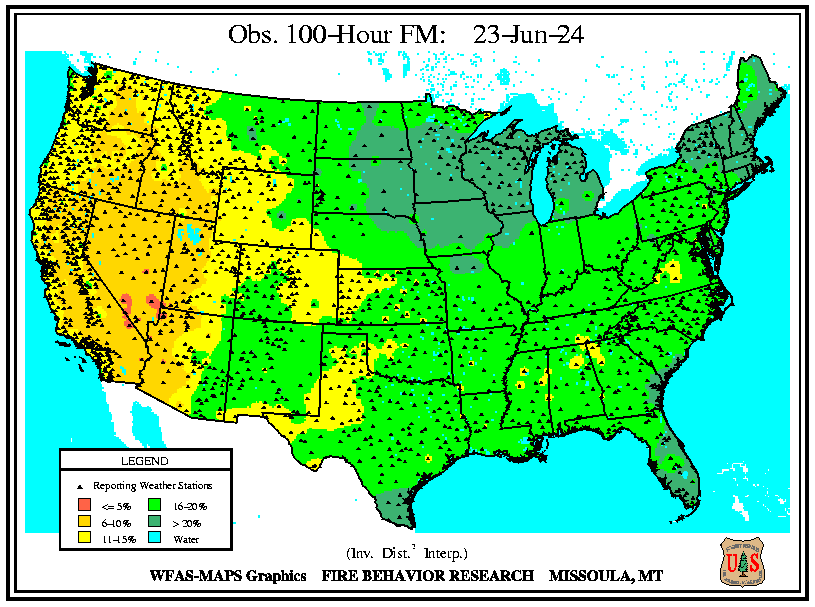 Obs. 100-Hour FM: 23-Jun-24
LEGEND
Reporting Weather Stations
<= 5% 16-20%
6-10% > 20%
11-15% Water
(Inv. Dist.² Interp.)
WFAS-MAPS Graphics FIRE BEHAVIOR RESEARCH MISSOULA, MT
U S